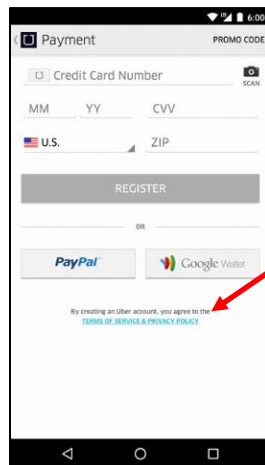 6:00
Payment PROMO CODE
Credit Card Number
SCAN
MM YY CVV
U.S. ZIP
REGISTER
OR
PayPal Google Wallet
By creating an Uber account, you agree to the
TERMS OF SERVICE & PRIVACY POLICY